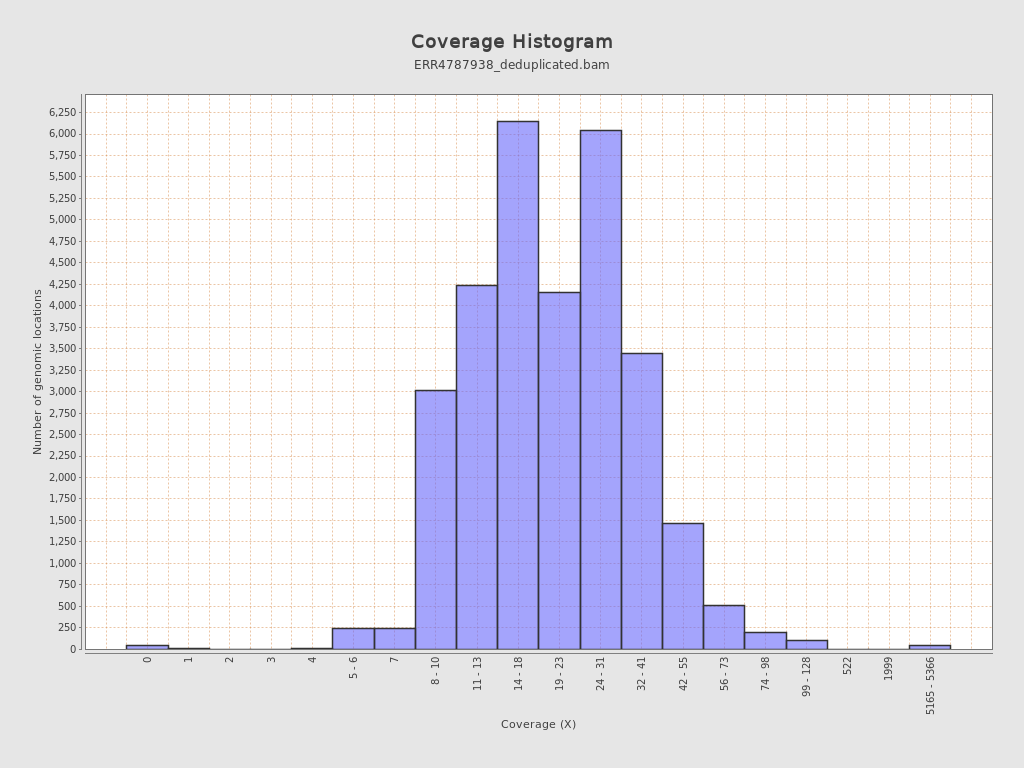 Coverage Histogram
ERR4787938_deduplicated.bam
Number of genomic locations
6,250
6,000
5,750
5,500
5,250
5,000
4,750
4,500
4,250
4,000
3,750
3,500
3,250
3,000
2,750
2,500
2,250
2,000
1,750
1,500
1,250
1,000
750
500
250
0
0
1
2
3
4
5 - 6
7
8 - 10
11 - 13
14 - 18
19 - 23
24 - 31
32 - 41
42 - 55
56 - 73
74 - 98
99 - 128
522
1999
5165 - 5366
Coverage (X)